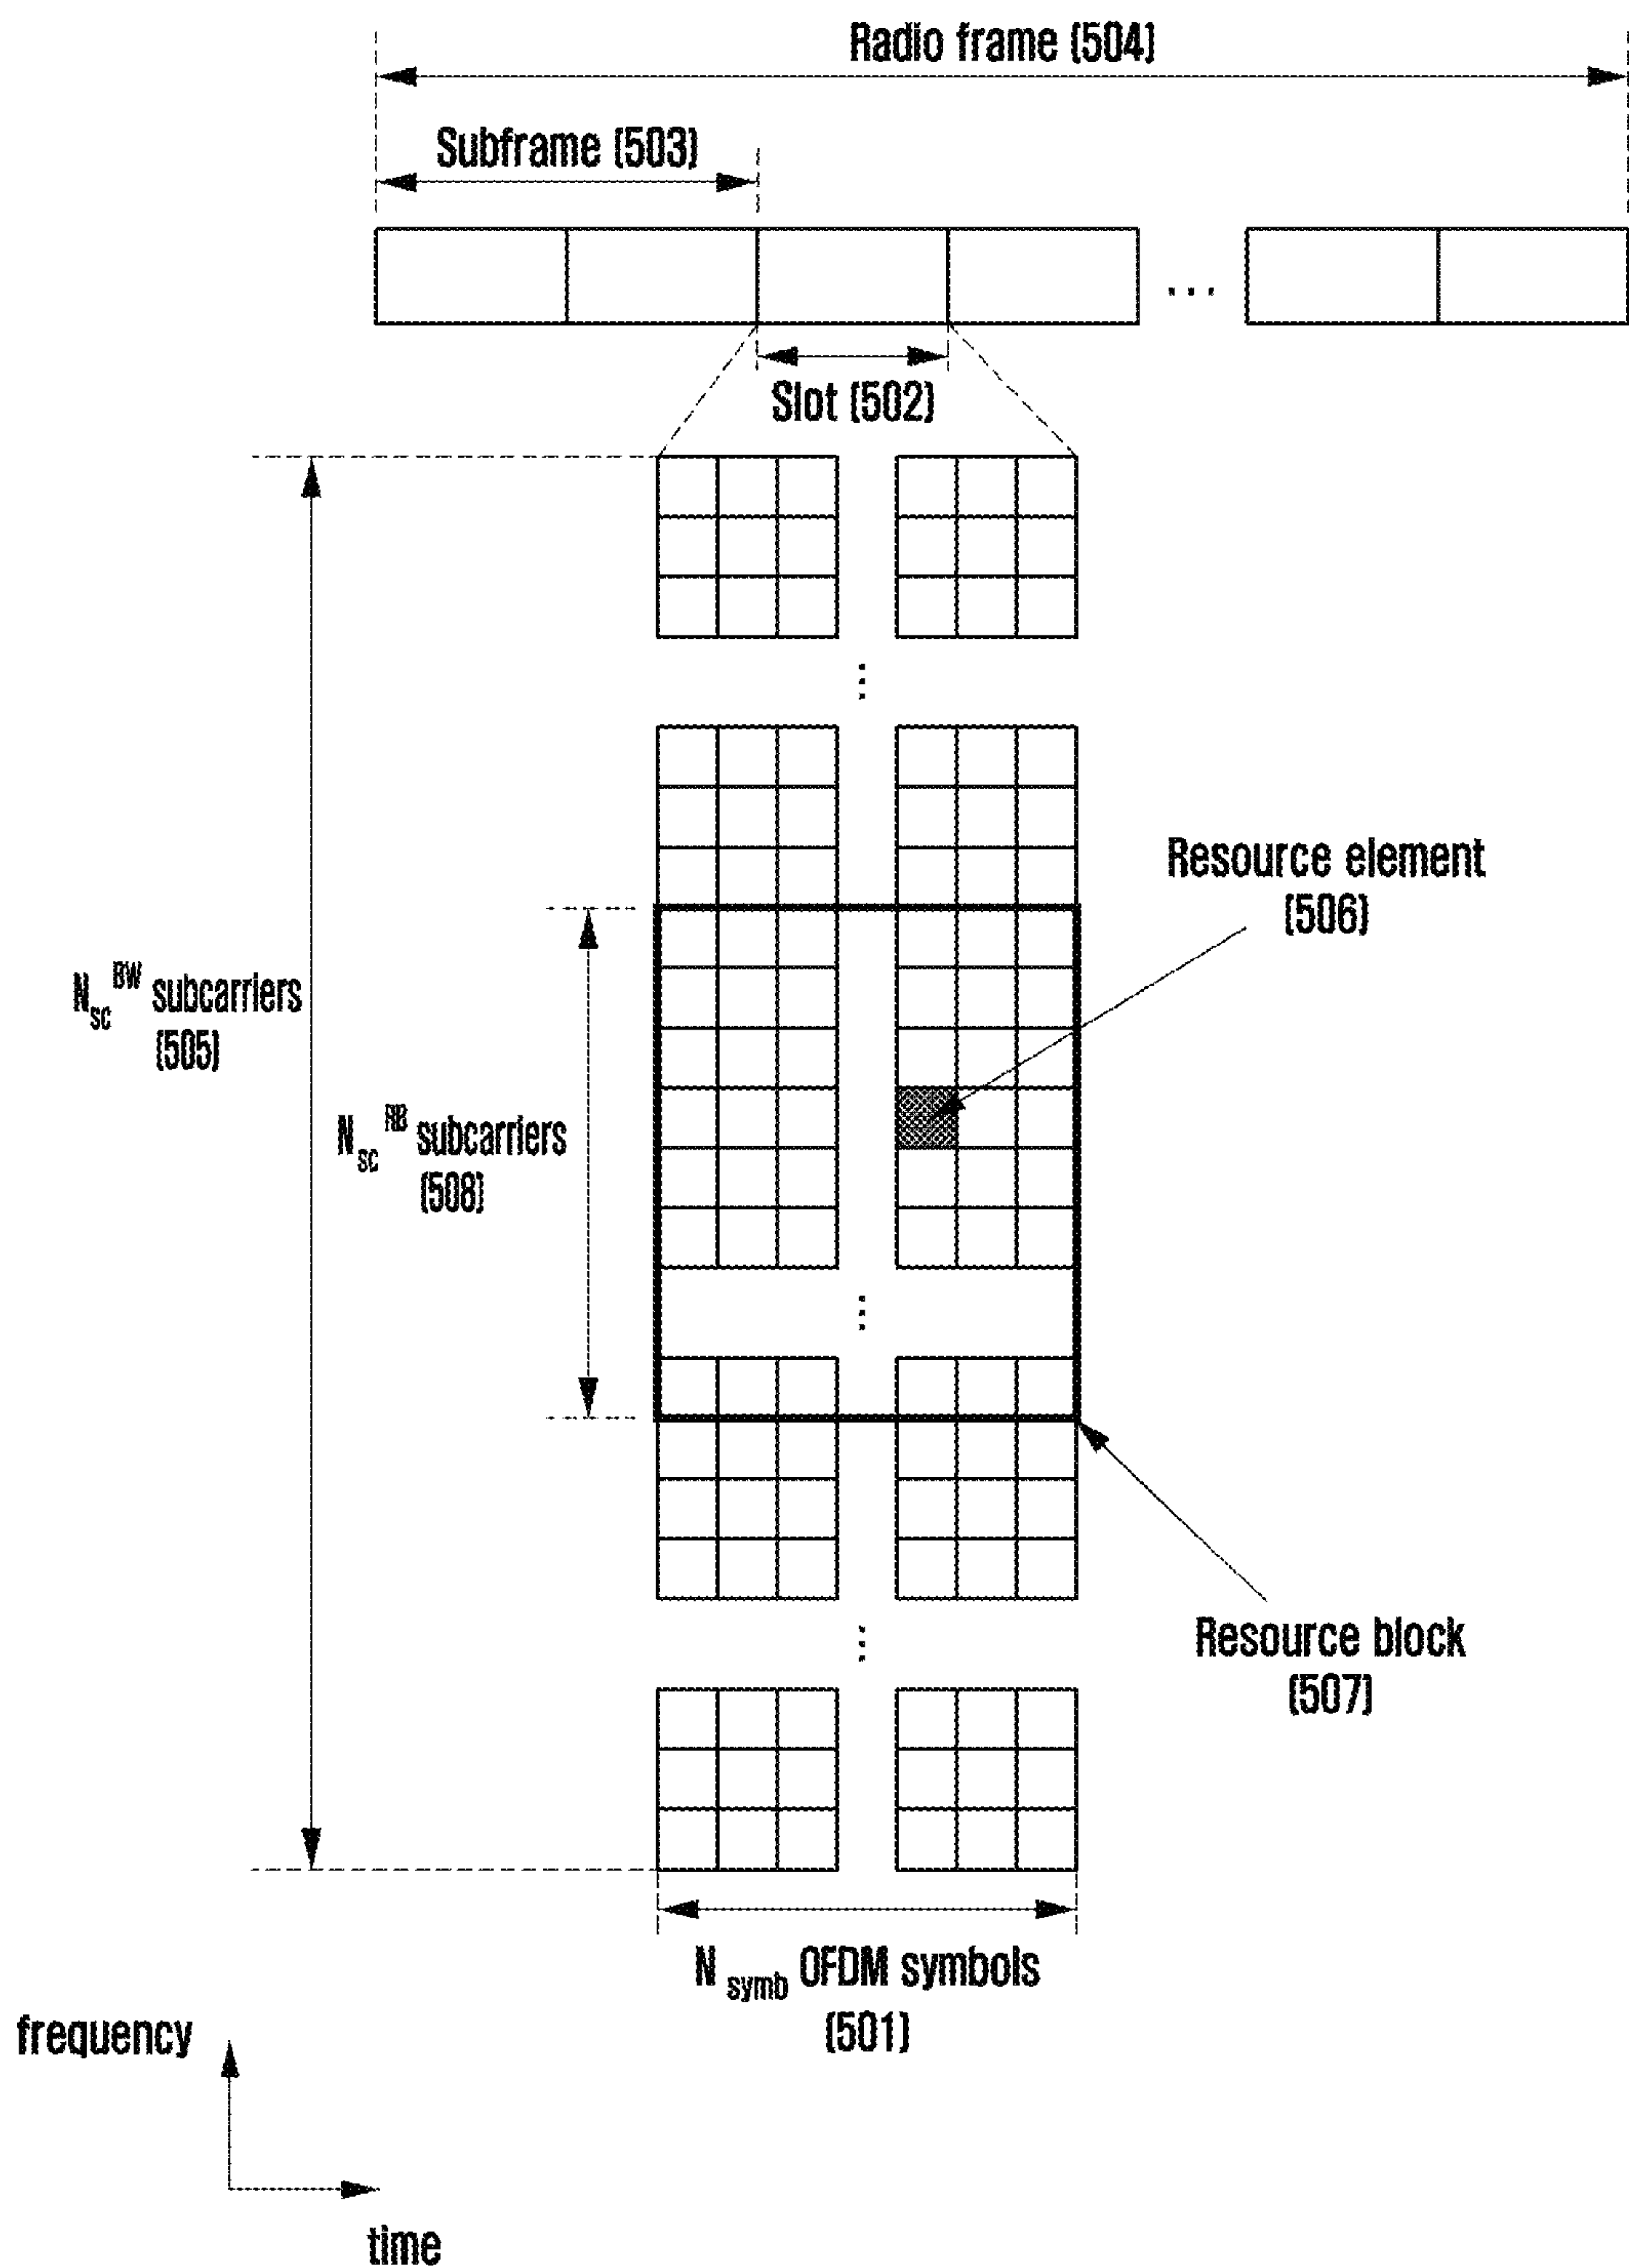 Radio frame (504)
Subframe (503)
...
Slot (502)
Resource element
(506)
N_sc^BW subcarriers
(505)
N_sc^RB subcarriers
(508)
Resource block
(507)
N_symb OFDM symbols
(501)
frequency
time